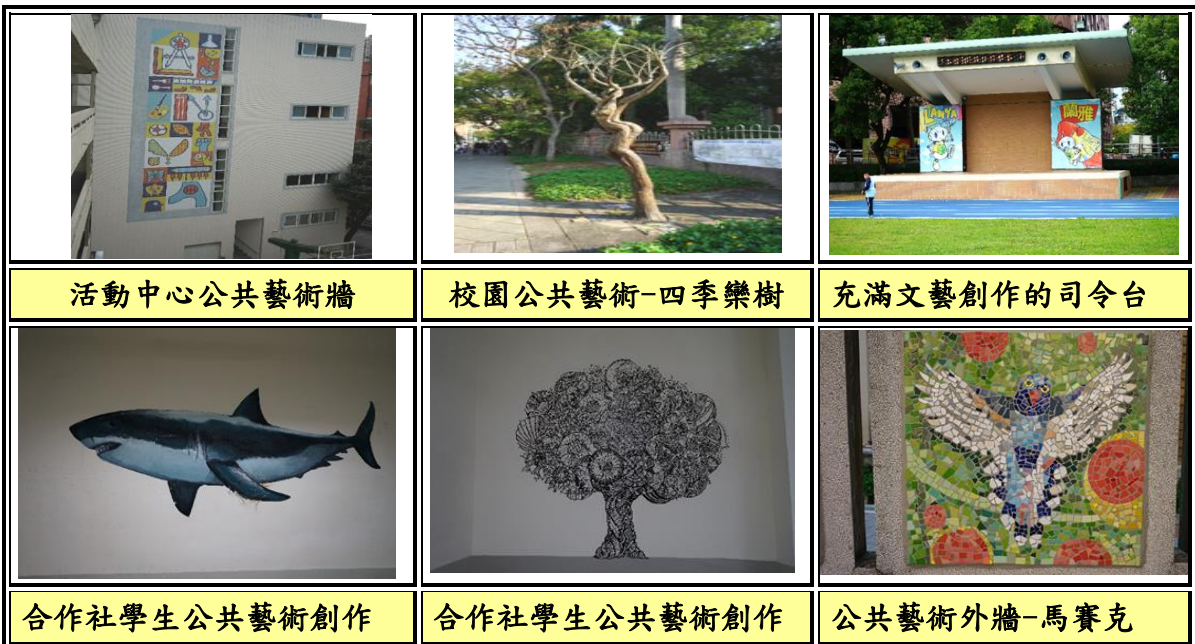 LANYA
蘭雅
活動中心公共藝術牆
校園公共藝術-四季欒樹
充滿文藝創作的司令台
合作社學生公共藝術創作
合作社學生公共藝術創作
公共藝術外牆-馬賽克